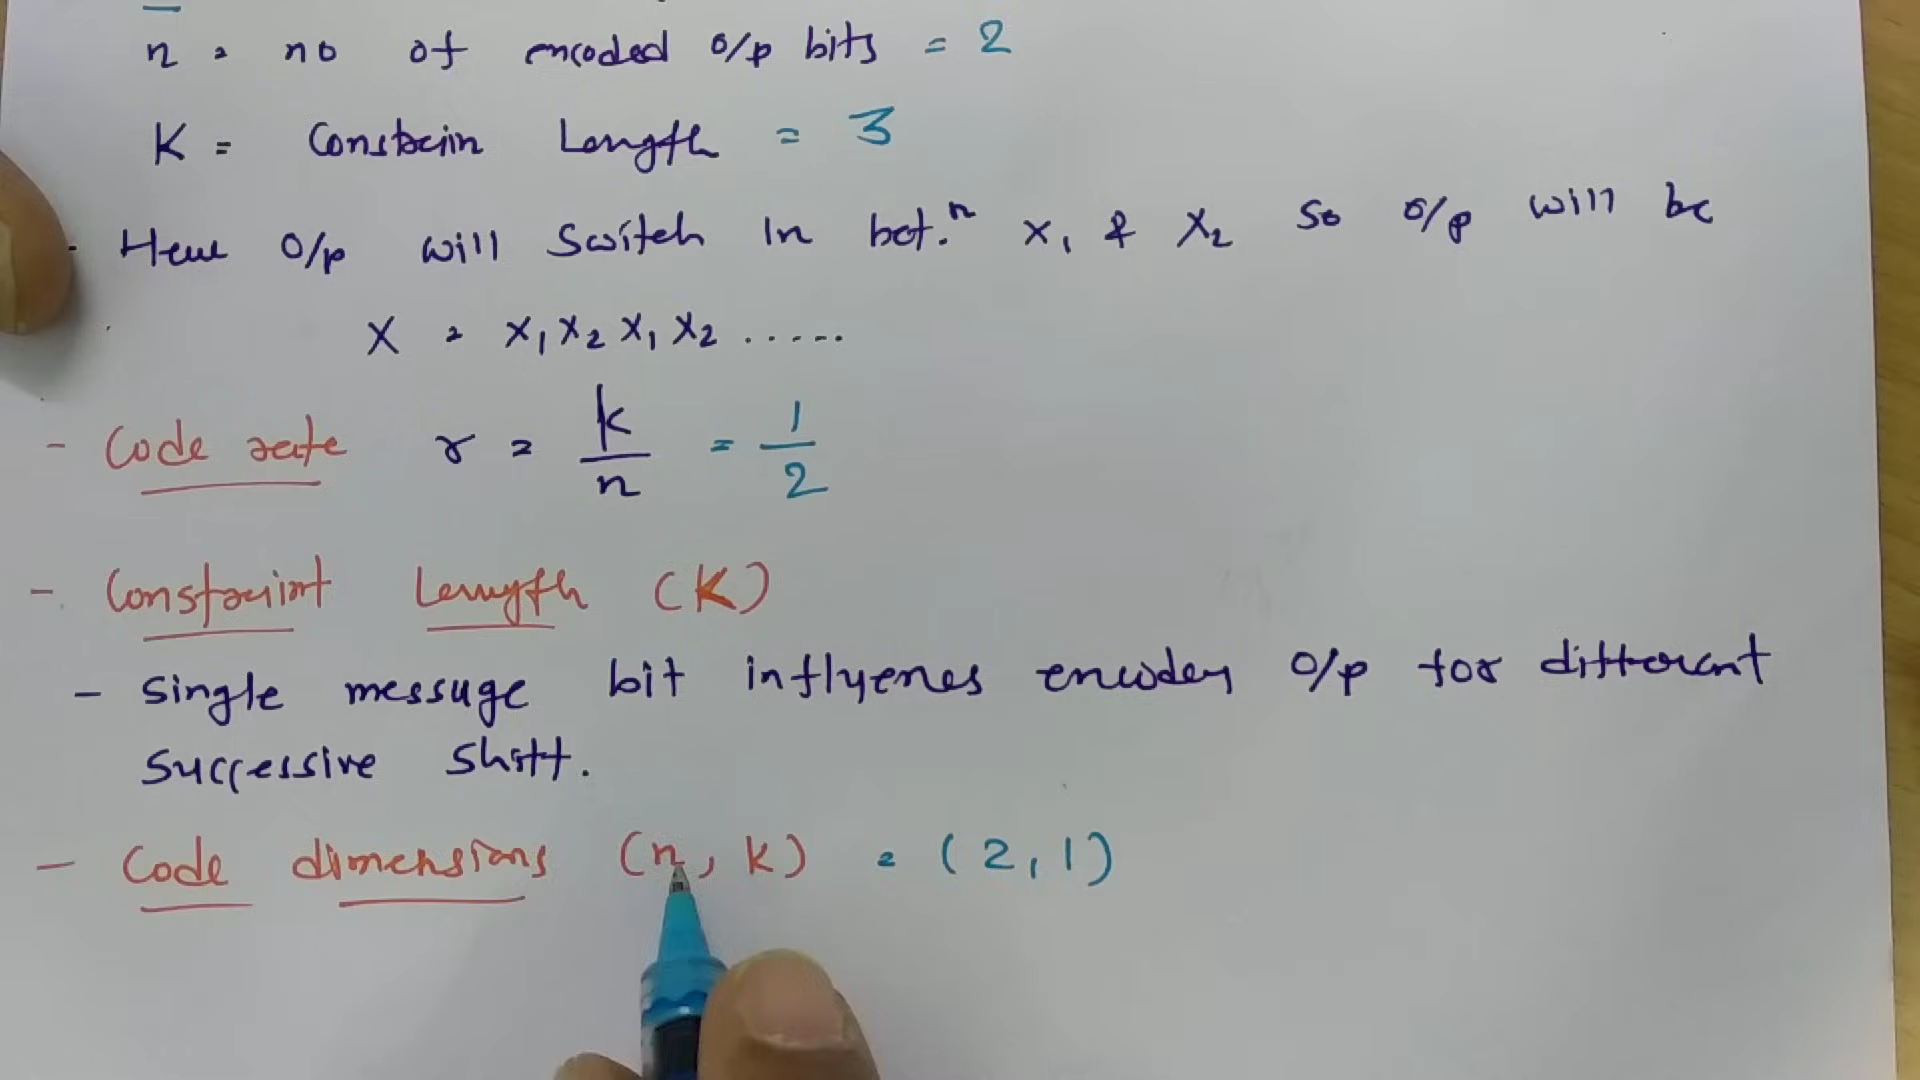 n = no of encoded o/p bits = 2
K = Constrain Length = 3
Here o/p will switch in bet.n x1 & x2 so o/p will be
X = x1 x2 x1 x2 .....
- Code rate r = k/n = 1/2
- Constraint Length (K)
- Single message bit influenes encoder o/p for different
successive shift.
- Code dimensions (n, k) = (2, 1)